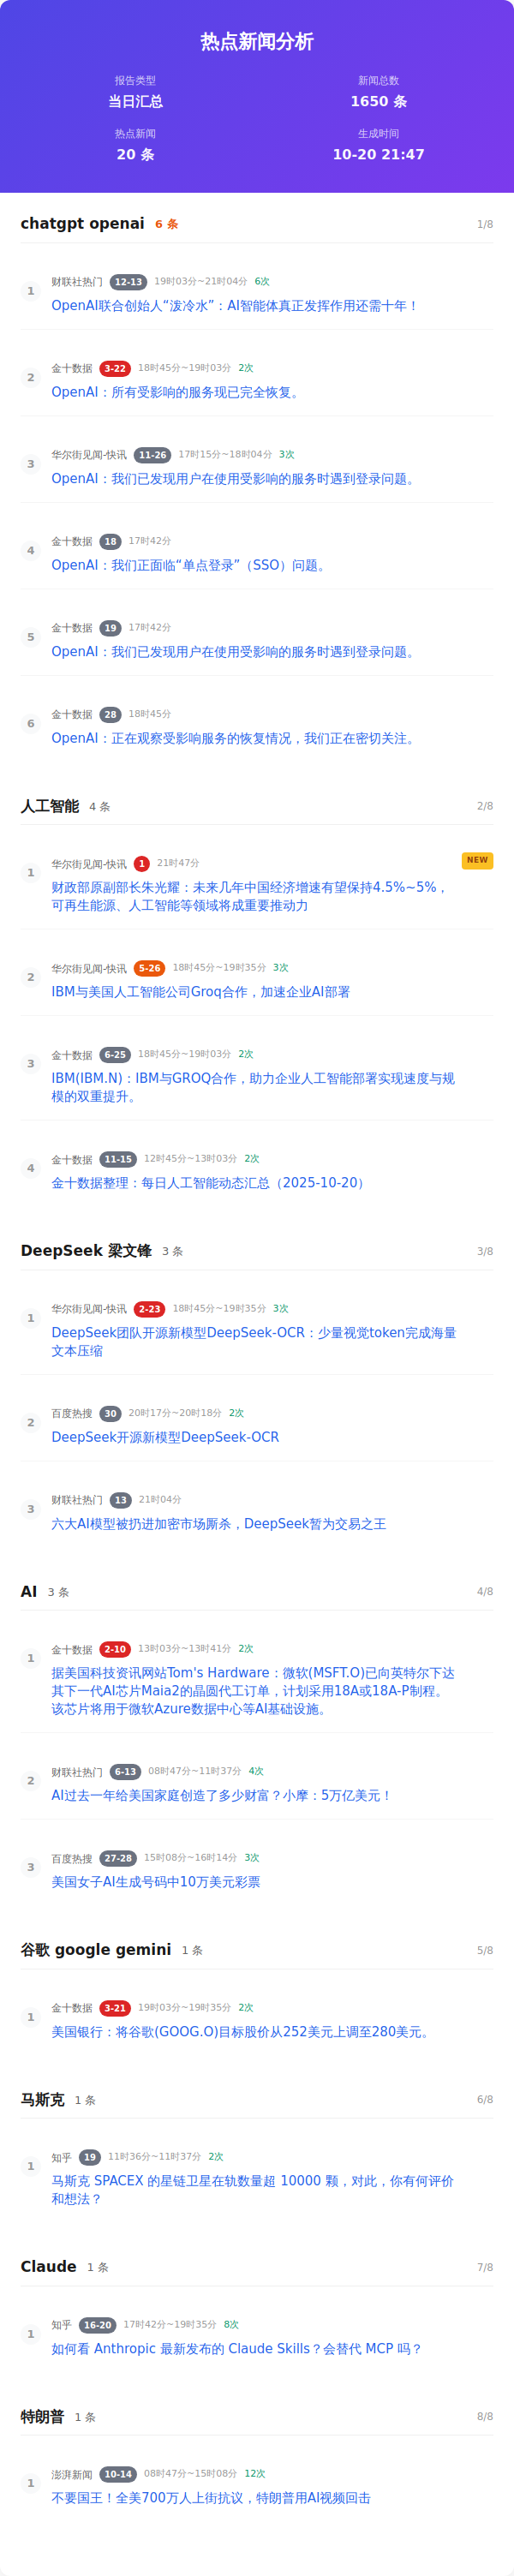 热点新闻分析
报告类型 新闻总数
当日汇总 1650 条
热点新闻 生成时间
20 条 10-20 21:47
chatgpt openai 6 条 1/8
1 财联社热门 12-13 19时03分~21时04分 6次
OpenAI联合创始人“泼冷水”：AI智能体真正发挥作用还需十年！
2 金十数据 3-22 18时45分~19时03分 2次
OpenAI：所有受影响的服务现已完全恢复。
3 华尔街见闻-快讯 11-26 17时15分~18时04分 3次
OpenAI：我们已发现用户在使用受影响的服务时遇到登录问题。
4 金十数据 18 17时42分
OpenAI：我们正面临“单点登录”（SSO）问题。
5 金十数据 19 17时42分
OpenAI：我们已发现用户在使用受影响的服务时遇到登录问题。
6 金十数据 28 18时45分
OpenAI：正在观察受影响服务的恢复情况，我们正在密切关注。
人工智能 4 条 2/8
1 华尔街见闻-快讯 1 21时47分 NEW
财政部原副部长朱光耀：未来几年中国经济增速有望保持4.5%~5%，
可再生能源、人工智能等领域将成重要推动力
2 华尔街见闻-快讯 5-26 18时45分~19时35分 3次
IBM与美国人工智能公司Groq合作，加速企业AI部署
3 金十数据 6-25 18时45分~19时03分 2次
IBM(IBM.N)：IBM与GROQ合作，助力企业人工智能部署实现速度与规
模的双重提升。
4 金十数据 11-15 12时45分~13时03分 2次
金十数据整理：每日人工智能动态汇总（2025-10-20）
DeepSeek 梁文锋 3 条 3/8
1 华尔街见闻-快讯 2-23 18时45分~19时35分 3次
DeepSeek团队开源新模型DeepSeek-OCR：少量视觉token完成海量
文本压缩
2 百度热搜 30 20时17分~20时18分 2次
DeepSeek开源新模型DeepSeek-OCR
3 财联社热门 13 21时04分
六大AI模型被扔进加密市场厮杀，DeepSeek暂为交易之王
AI 3 条 4/8
1 金十数据 2-10 13时03分~13时41分 2次
据美国科技资讯网站Tom's Hardware：微软(MSFT.O)已向英特尔下达
其下一代AI芯片Maia2的晶圆代工订单，计划采用18A或18A-P制程。
该芯片将用于微软Azure数据中心等AI基础设施。
2 财联社热门 6-13 08时47分~11时37分 4次
AI过去一年给美国家庭创造了多少财富？小摩：5万亿美元！
3 百度热搜 27-28 15时08分~16时14分 3次
美国女子AI生成号码中10万美元彩票
谷歌 google gemini 1 条 5/8
1 金十数据 3-21 19时03分~19时35分 2次
美国银行：将谷歌(GOOG.O)目标股价从252美元上调至280美元。
马斯克 1 条 6/8
1 知乎 19 11时36分~11时37分 2次
马斯克 SPACEX 的星链卫星在轨数量超 10000 颗，对此，你有何评价
和想法？
Claude 1 条 7/8
1 知乎 16-20 17时42分~19时35分 8次
如何看 Anthropic 最新发布的 Claude Skills？会替代 MCP 吗？
特朗普 1 条 8/8
1 澎湃新闻 10-14 08时47分~15时08分 12次
不要国王！全美700万人上街抗议，特朗普用AI视频回击